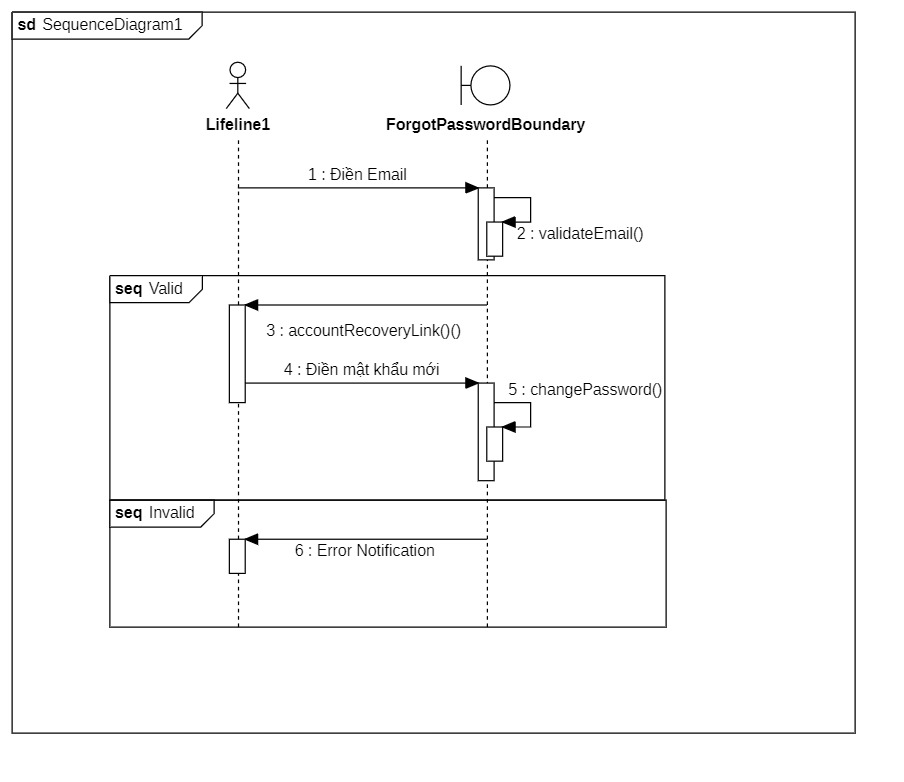 sd SequenceDiagram1
Lifeline1
ForgotPasswordBoundary
1 : Điền Email
2 : validateEmail()
seq Valid
3 : accountRecoveryLink()()
4 : Điền mật khẩu mới
5 : changePassword()
seq Invalid
6 : Error Notification